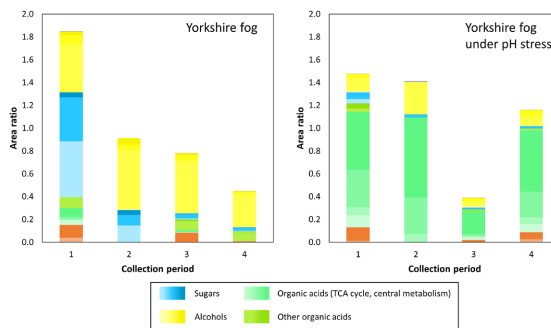 Yorkshire fog
2.0
1.8
1.6
1.4
1.2
1.0
0.8
0.6
0.4
0.2
0.0
Area ratio
1 2 3 4
Collection period
Yorkshire fog
under pH stress
2.0
1.8
1.6
1.4
1.2
1.0
0.8
0.6
0.4
0.2
0.0
Area ratio
1 2 3 4
Collection period
Sugars
Organic acids (TCA cycle, central metabolism)
Alcohols
Other organic acids